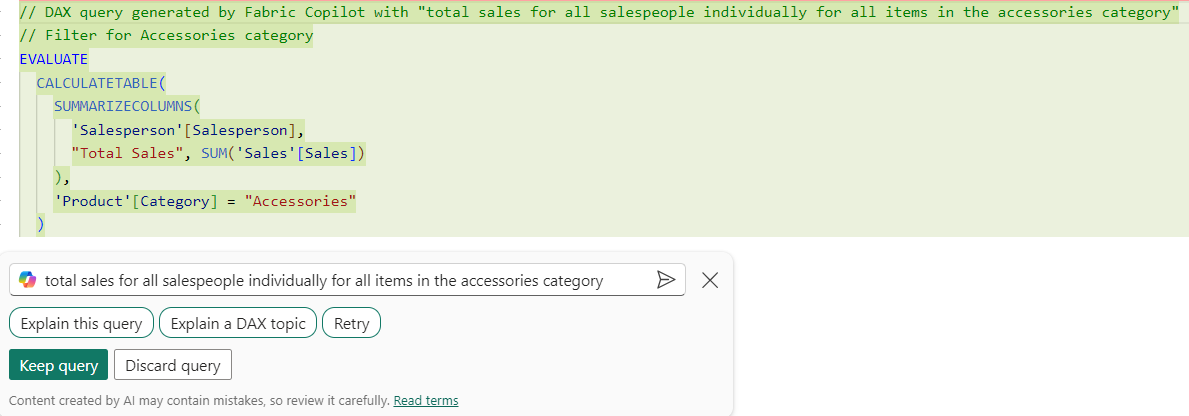 // DAX query generated by Fabric Copilot with "total sales for all salespeople individually for all items in the accessories category"
// Filter for Accessories category
EVALUATE
CALCULATETABLE(
SUMMARIZECOLUMNS(
'Salesperson'[Salesperson],
"Total Sales", SUM('Sales'[Sales])
),
'Product'[Category] = "Accessories"
)
total sales for all salespeople individually for all items in the accessories category
Explain this query Explain a DAX topic Retry
Keep query Discard query
Content created by AI may contain mistakes, so review it carefully. Read terms